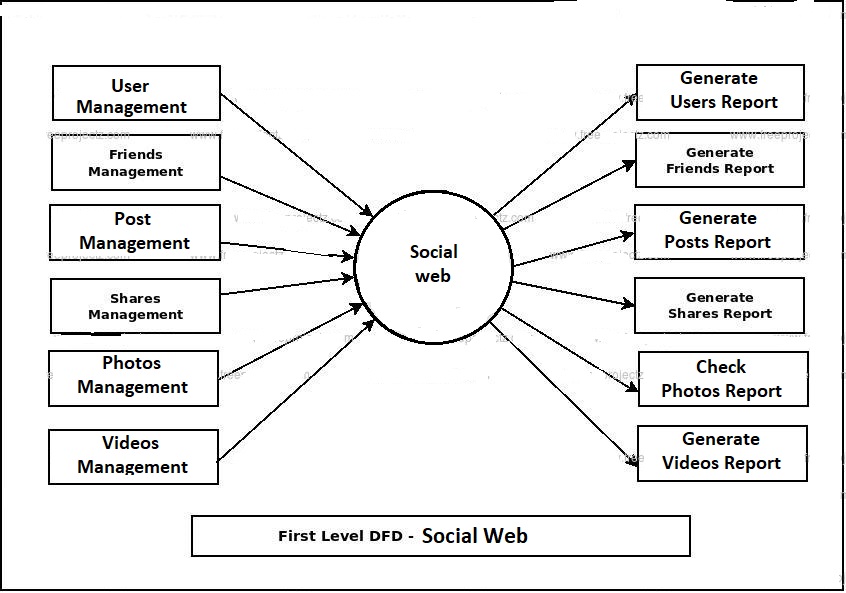 User
Management
Friends
Management
Post
Management
Shares
Management
Photos
Management
Videos
Management
Social
web
Generate
Users Report
Generate
Friends Report
Generate
Posts Report
Generate
Shares Report
Check
Photos Report
Generate
Videos Report
First Level DFD - Social Web